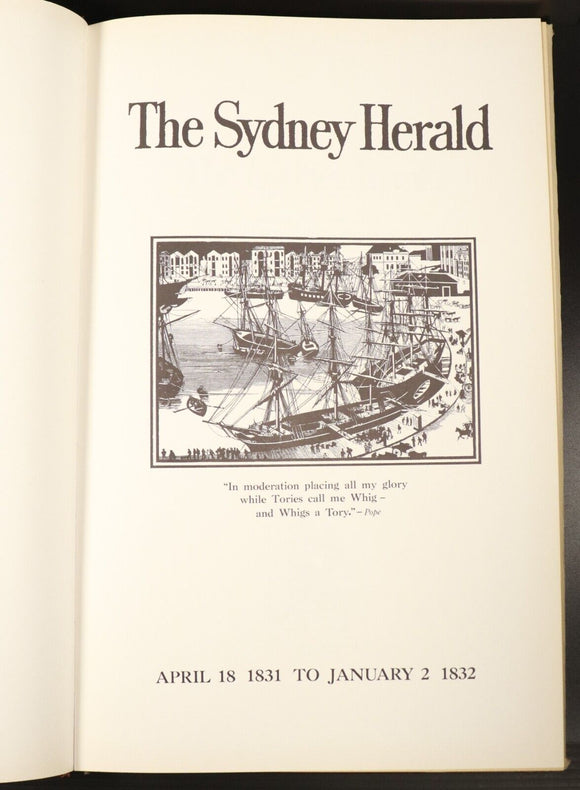 The Sydney Herald
"In moderation placing all my glory
while Tories call me Whig –
and Whigs a Tory." – Pope
APRIL 18 1831 TO JANUARY 2 1832